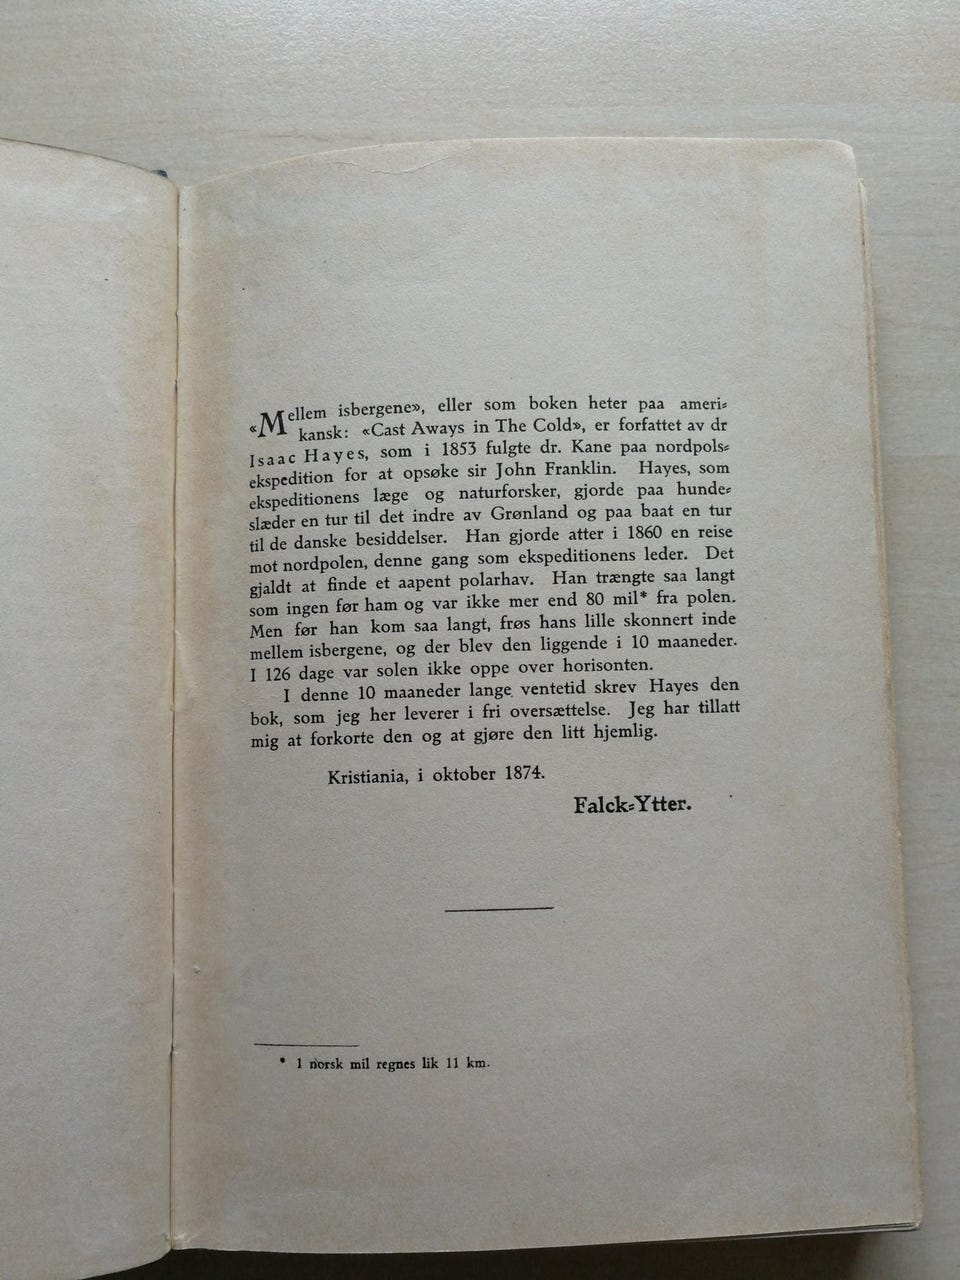 «Mellem isbergene», eller som boken heter paa ameri-
kansk: «Cast Aways in The Cold», er forfattet av dr
Isaac Hayes, som i 1853 fulgte dr. Kane paa nordpols-
ekspedition for at opsøke sir John Franklin. Hayes, som
ekspeditionens læge og naturforsker, gjorde paa hunde-
slæder en tur til det indre av Grønland og paa baat en tur
til de danske besiddelser. Han gjorde atter i 1860 en reise
mot nordpolen, denne gang som ekspeditionens leder. Det
gjaldt at finde et aapent polarhav. Han trængte saa langt
som ingen før ham og var ikke mer end 80 mil* fra polen.
Men før han kom saa langt, frøs hans lille skonnert inde
mellem isbergene, og der blev den liggende i 10 maaneder.
I 126 dage var solen ikke oppe over horisonten.
I denne 10 maaneder lange ventetid skrev Hayes den
bok, som jeg her leverer i fri oversættelse. Jeg har tillatt
mig at forkorte den og at gjøre den litt hjemlig.
Kristiania, i oktober 1874.
Falck-Ytter.
* 1 norsk mil regnes lik 11 km.